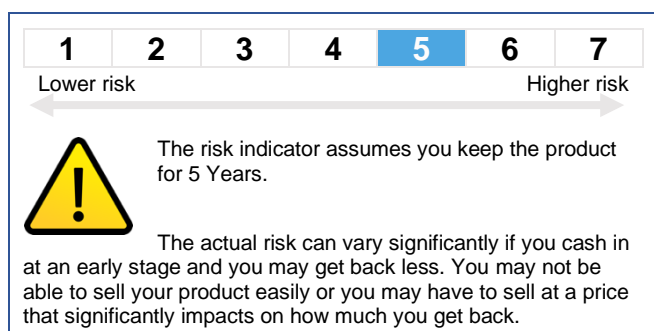 1 2 3 4 5 6 7
Lower risk Higher risk
The risk indicator assumes you keep the product
for 5 Years.
The actual risk can vary significantly if you cash in
at an early stage and you may get back less. You may not be
able to sell your product easily or you may have to sell at a price
that significantly impacts on how much you get back.